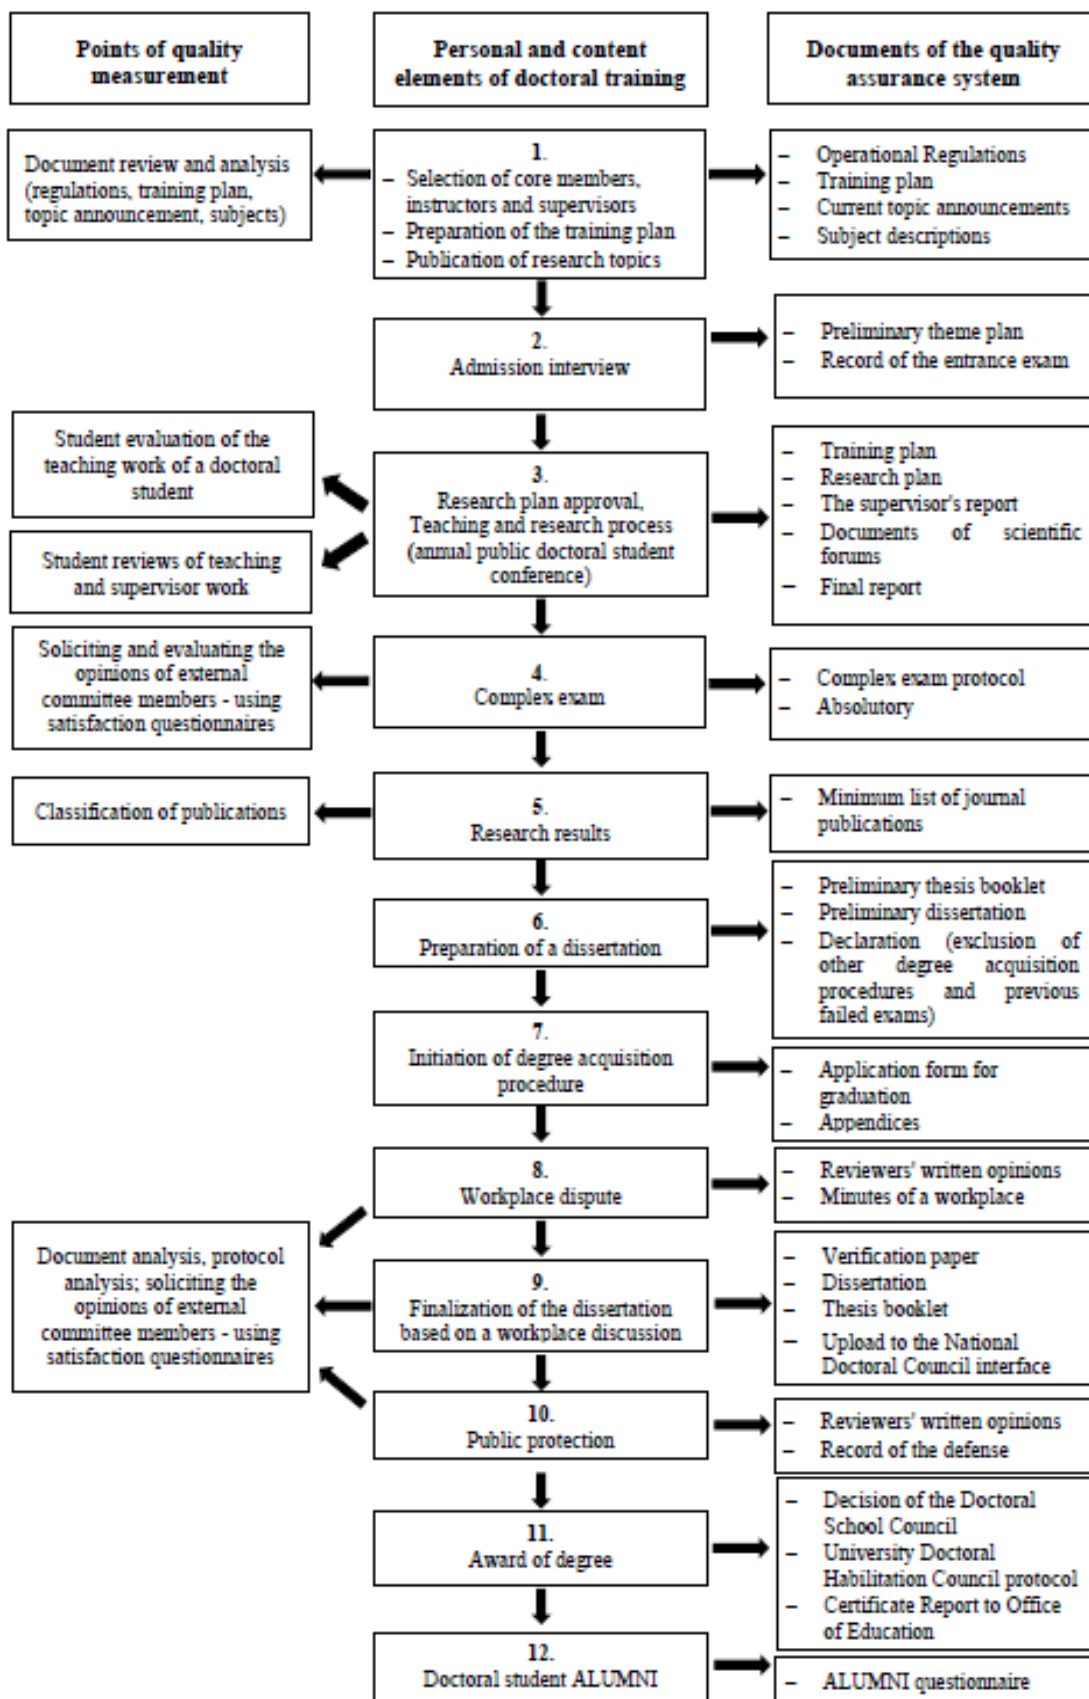 Points of quality
measurement
Personal and content
elements of doctoral training
Documents of the quality
assurance system
Document review and analysis
(regulations, training plan,
topic announcement, subjects)
1.
– Selection of core members,
instructors and supervisors
– Preparation of the training plan
– Publication of research topics
– Operational Regulations
– Training plan
– Current topic announcements
– Subject descriptions
2.
Admission interview
– Preliminary theme plan
– Record of the entrance exam
Student evaluation of the
teaching work of a doctoral
student
Student reviews of teaching
and supervisor work
3.
Research plan approval,
Teaching and research process
(annual public doctoral student
conference)
– Training plan
– Research plan
– The supervisor's report
– Documents of scientific
forums
– Final report
Soliciting and evaluating the
opinions of external
committee members - using
satisfaction questionnaires
4.
Complex exam
– Complex exam protocol
– Absolutory
Classification of publications
5.
Research results
– Minimum list of journal
publications
6.
Preparation of a dissertation
– Preliminary thesis booklet
– Preliminary dissertation
– Declaration (exclusion of
other degree acquisition
procedures and previous
failed exams)
7.
Initiation of degree acquisition
procedure
– Application form for
graduation
– Appendices
8.
Workplace dispute
– Reviewers' written opinions
– Minutes of a workplace
Document analysis, protocol
analysis; soliciting the
opinions of external
committee members - using
satisfaction questionnaires
9.
Finalization of the dissertation
based on a workplace discussion
– Verification paper
– Dissertation
– Thesis booklet
– Upload to the National
Doctoral Council interface
10.
Public protection
– Reviewers' written opinions
– Record of the defense
11.
Award of degree
– Decision of the Doctoral
School Council
– University Doctoral
Habilitation Council protocol
– Certificate Report to Office
of Education
12.
Doctoral student ALUMNI
– ALUMNI questionnaire